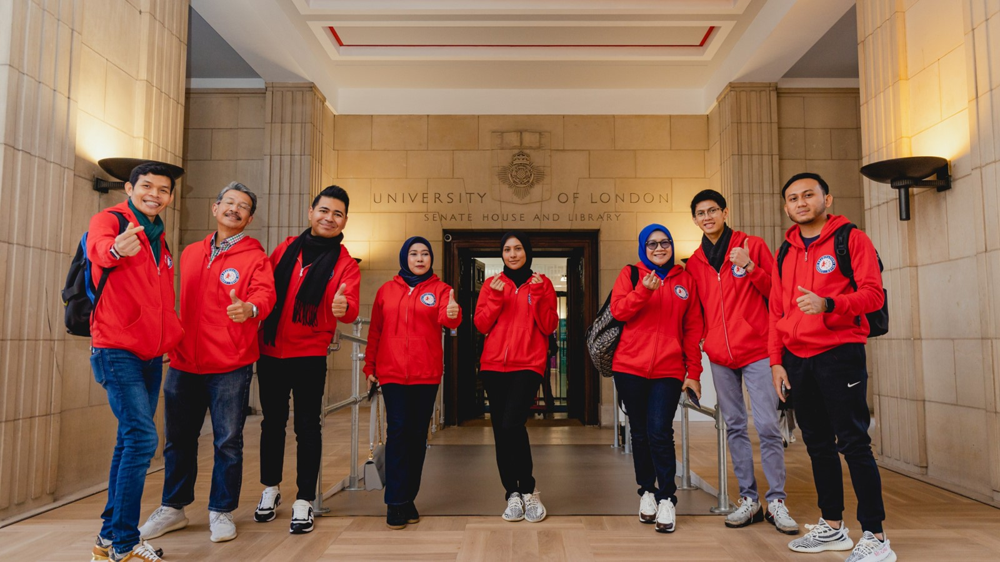 UNIVERSITY OF LONDON
SENATE HOUSE AND LIBRARY